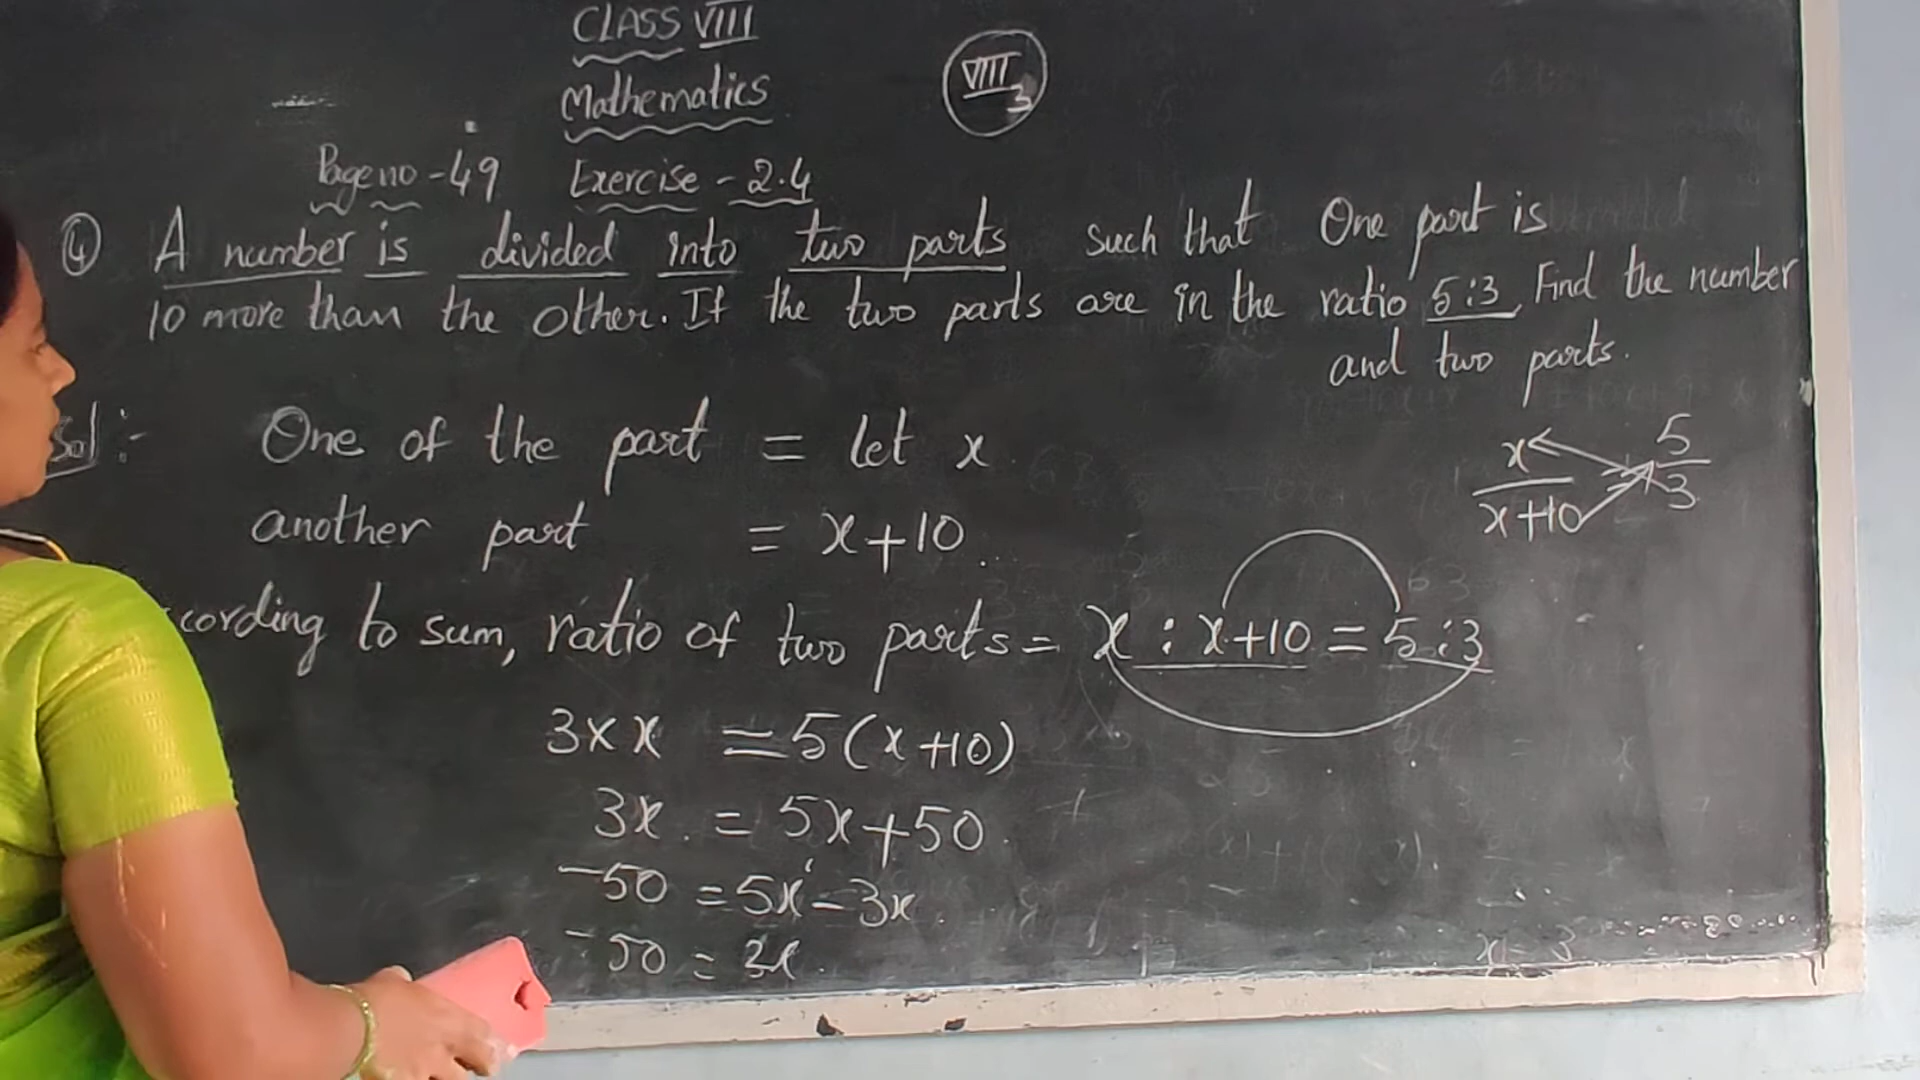 CLASS VIII
Mathematics
VIII 3
Page no - 49 Exercise - 2.4
④ A number is divided into two parts such that One part is
10 more than the other. If the two parts are in the ratio 5:3, Find the number
and two parts.
Sol:- One of the part = let x
another part = x+10
x/x+10 = 5/3
cording to sum, ratio of two parts = x : x+10 = 5:3
3×x = 5(x+10)
3x = 5x+50
-50 = 5x-3x
-50 = 2x